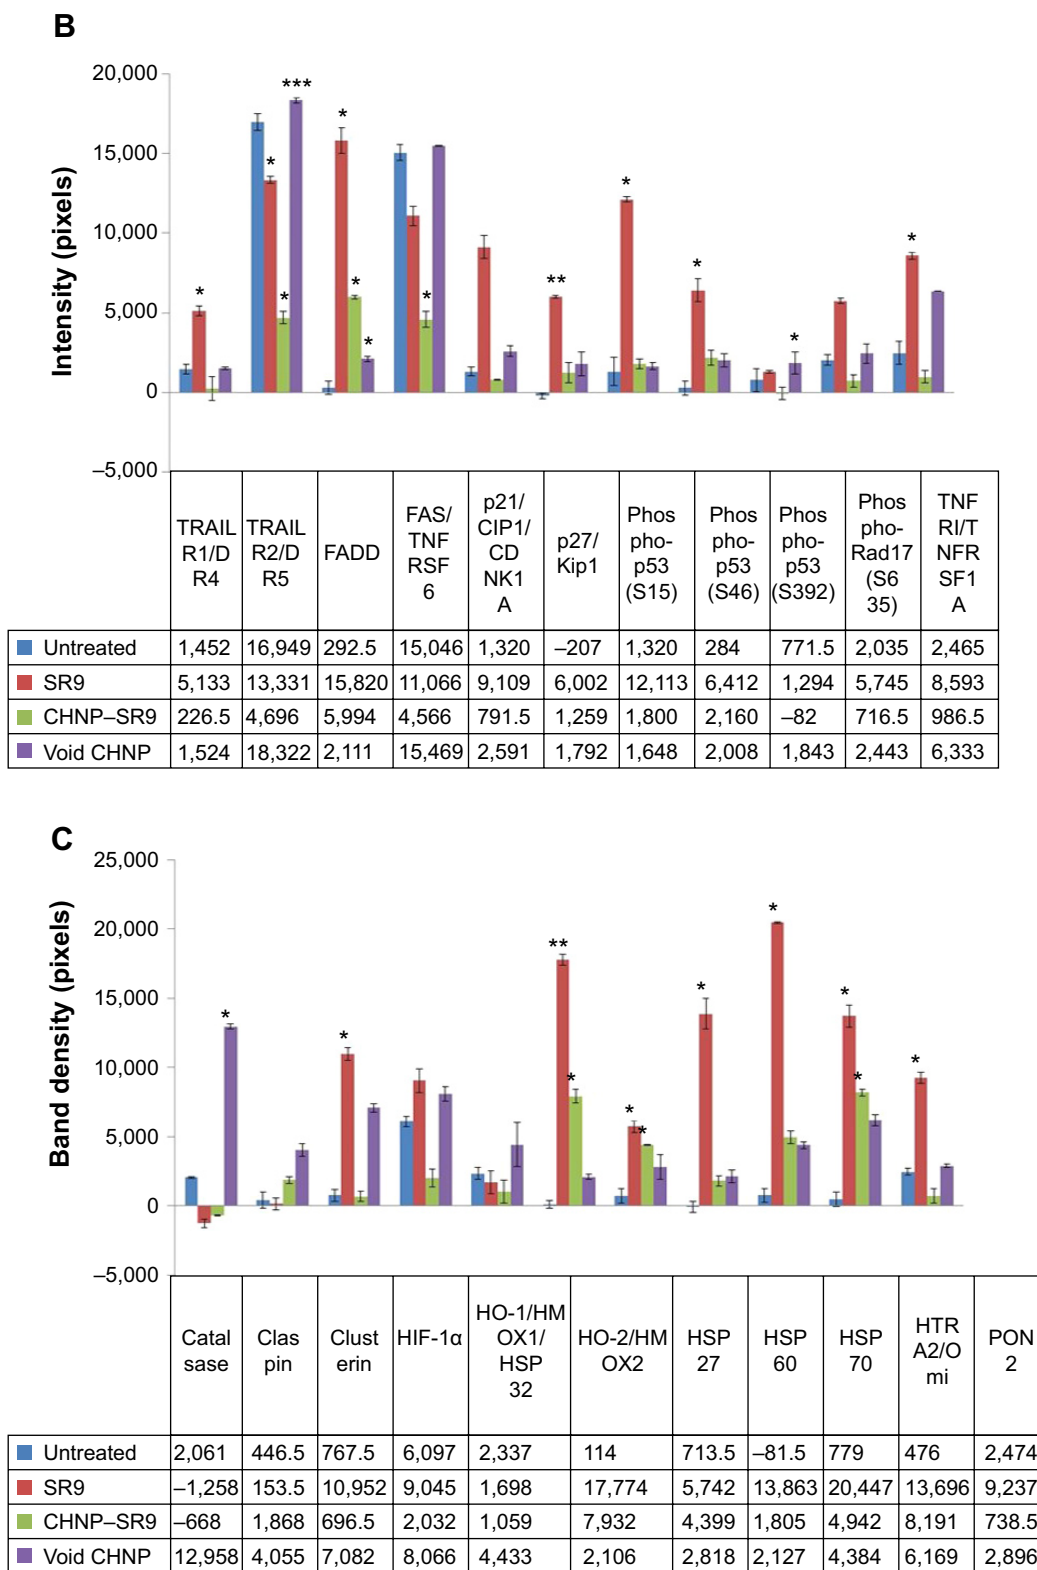 B
Intensity (pixels)
20,000
15,000
10,000
5,000
0
–5,000
*
*
***
*
*
*
*
*
**
*
*
*
*
TRAIL R1/D R4
TRAIL R2/D R5
FADD
FAS/ TNF RSF 6
p21/ CIP1/ CD NK1 A
p27/ Kip1
Phos pho- p53 (S15)
Phos pho- p53 (S46)
Phos pho- p53 (S392)
Phos pho- Rad17 (S6 35)
TNF RI/T NFR SF1 A
Untreated 1,452 16,949 292.5 15,046 1,320 –207 1,320 284 771.5 2,035 2,465
SR9 5,133 13,331 15,820 11,066 9,109 6,002 12,113 6,412 1,294 5,745 8,593
CHNP–SR9 226.5 4,696 5,994 4,566 791.5 1,259 1,800 2,160 –82 716.5 986.5
Void CHNP 1,524 18,322 2,111 15,469 2,591 1,792 1,648 2,008 1,843 2,443 6,333
C
Band density (pixels)
25,000
20,000
15,000
10,000
5,000
0
–5,000
*
*
**
*
*
*
*
*
*
*
*
Catal sase
Clas pin
Clust erin
HIF-1α
HO-1/HM OX1/ HSP 32
HO-2/HM OX2
HSP 27
HSP 60
HSP 70
HTR A2/O mi
PON 2
Untreated 2,061 446.5 767.5 6,097 2,337 114 713.5 –81.5 779 476 2,474
SR9 –1,258 153.5 10,952 9,045 1,698 17,774 5,742 13,863 20,447 13,696 9,237
CHNP–SR9 –668 1,868 696.5 2,032 1,059 7,932 4,399 1,805 4,942 8,191 738.5
Void CHNP 12,958 4,055 7,082 8,066 4,433 2,106 2,818 2,127 4,384 6,169 2,896